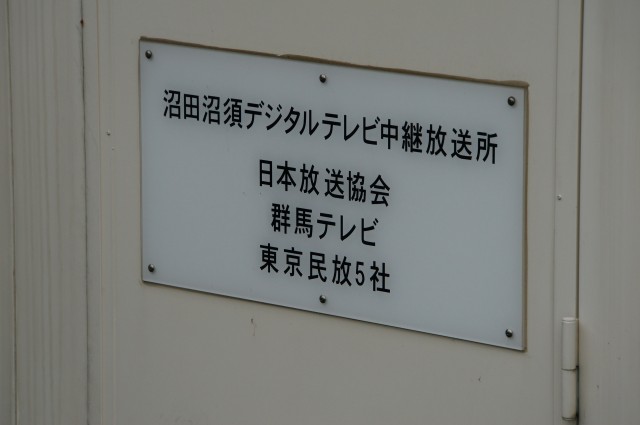 沼田沼須デジタルテレビ中継放送所
日本放送協会
群馬テレビ
東京民放5社